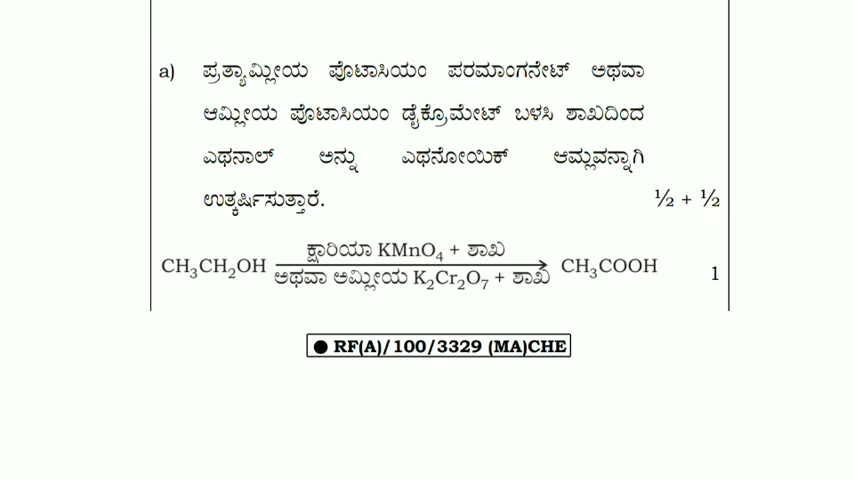 a) ಪ್ರತ್ಯಾಮ್ಲೀಯ ಪೊಟಾಸಿಯಂ ಪರಮಾಂಗನೇಟ್ ಅಥವಾ
ಆಮ್ಲೀಯ ಪೊಟಾಸಿಯಂ ಡೈಕ್ರೊಮೇಟ್ ಬಳಸಿ ಶಾಖದಿಂದ
ಎಥನಾಲ್ ಅನ್ನು ಎಥನೋಯಿಕ್ ಆಮ್ಲವನ್ನಾಗಿ
ಉತ್ಕರ್ಷಿಸುತ್ತಾರೆ. ½ + ½
ಕ್ಷಾರಿಯಾ KMnO₄ + ಶಾಖ
CH₃CH₂OH → CH₃COOH 1
ಅಥವಾ ಅಮ್ಲೀಯ K₂Cr₂O₇ + ಶಾಖ
● RF(A)/100/3329 (MA)CHE